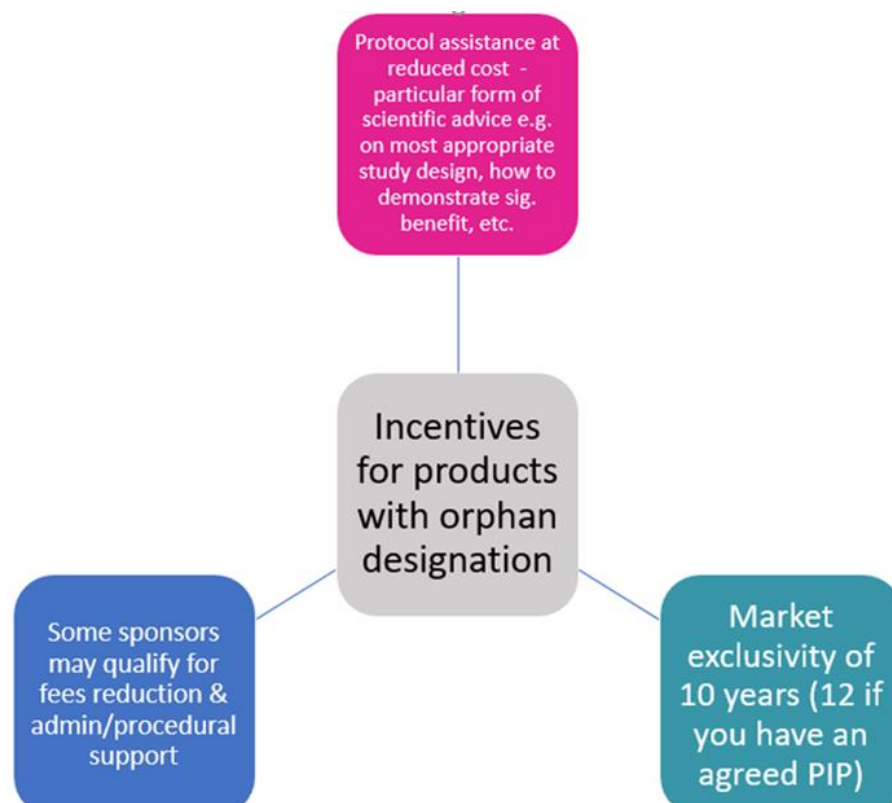 Protocol assistance at
reduced cost -
particular form of
scientific advice e.g.
on most appropriate
study design, how to
demonstrate sig.
benefit, etc.
Incentives
for products
with orphan
designation
Some sponsors
may qualify for
fees reduction &
admin/procedural
support
Market
exclusivity of
10 years (12 if
you have an
agreed PIP)